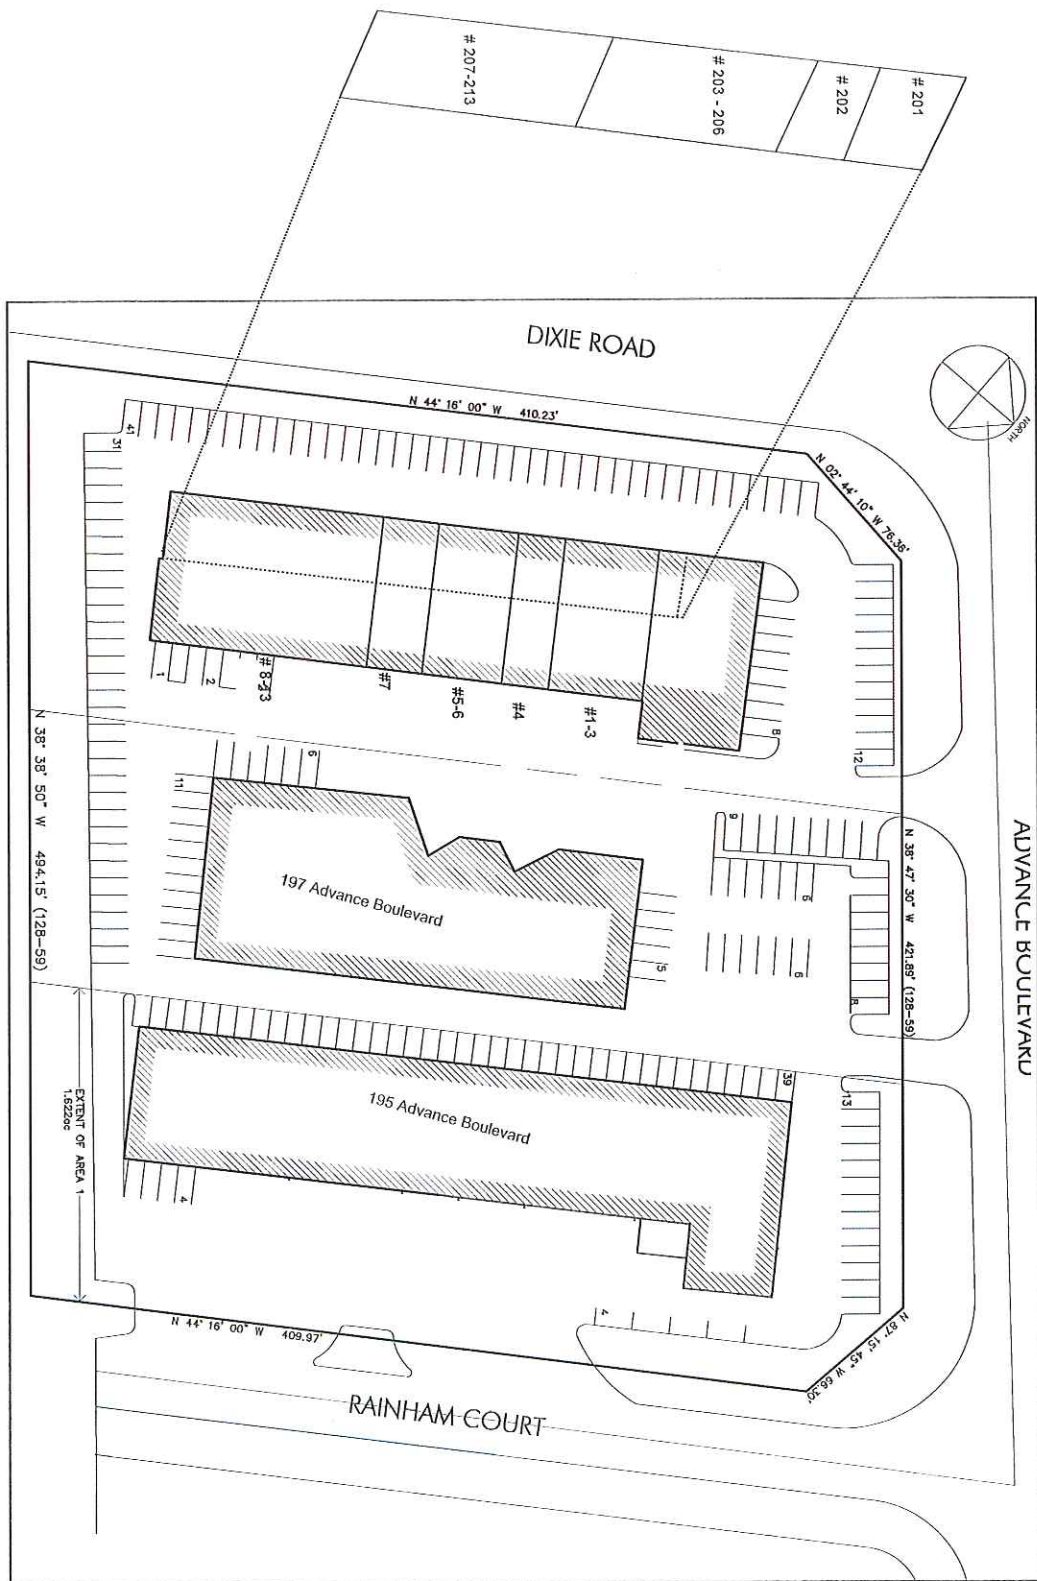 # 201
# 202
# 203 - 206
# 207-213
DIXIE ROAD
NORTH
N 44° 16' 00" W 410.23'
N 02° 44' 10" W 76.36'
41
31
12
8
1
2
#7
#5-6
#4
#1-3
6
11
9
6
6
8
5
197 Advance Boulevard
N 38° 38' 50" W 494.15' (128-59)
N 38° 47' 30" W 421.89' (128-59)
ADVANCE BOULEVARD
39
13
195 Advance Boulevard
EXTENT OF AREA 1
1.622ac
4
4
N 44° 16' 00" W 409.97'
N 87° 15' 45" W 66.30'
RAINHAM COURT